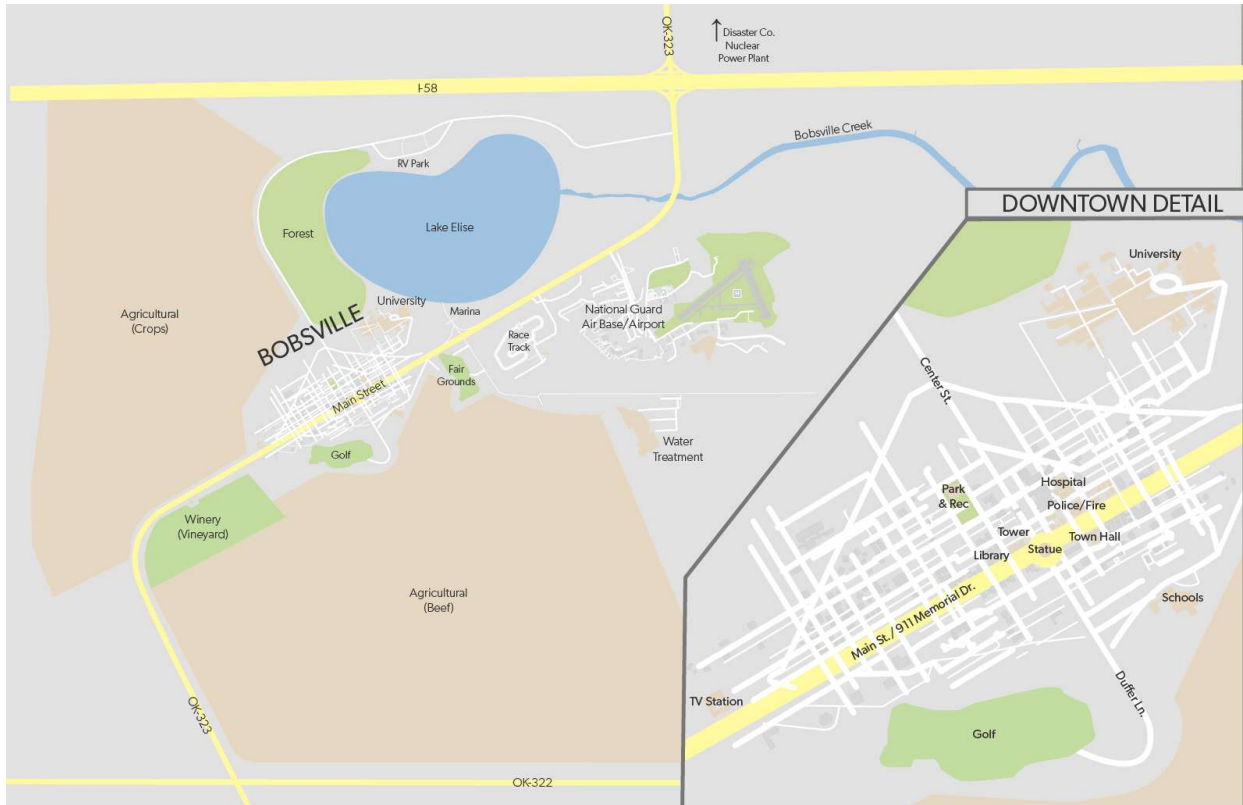 OK-323
Disaster Co.
Nuclear
Power Plant
I-58
Bobsville Creek
RV Park
Forest
Lake Elise
DOWNTOWN DETAIL
University
Agricultural
(Crops)
BOBSVILLE
University
Marina
National Guard
Air Base/Airport
Race
Track
Fair
Grounds
Main Street
Center St.
Golf
Water
Treatment
Winery
(Vineyard)
Agricultural
(Beef)
Hospital
Park
& Rec
Police/Fire
Tower
Town Hall
Library
Statue
Schools
Main St. / 911 Memorial Dr.
Duffer Ln.
TV Station
Golf
OK-323
OK-322